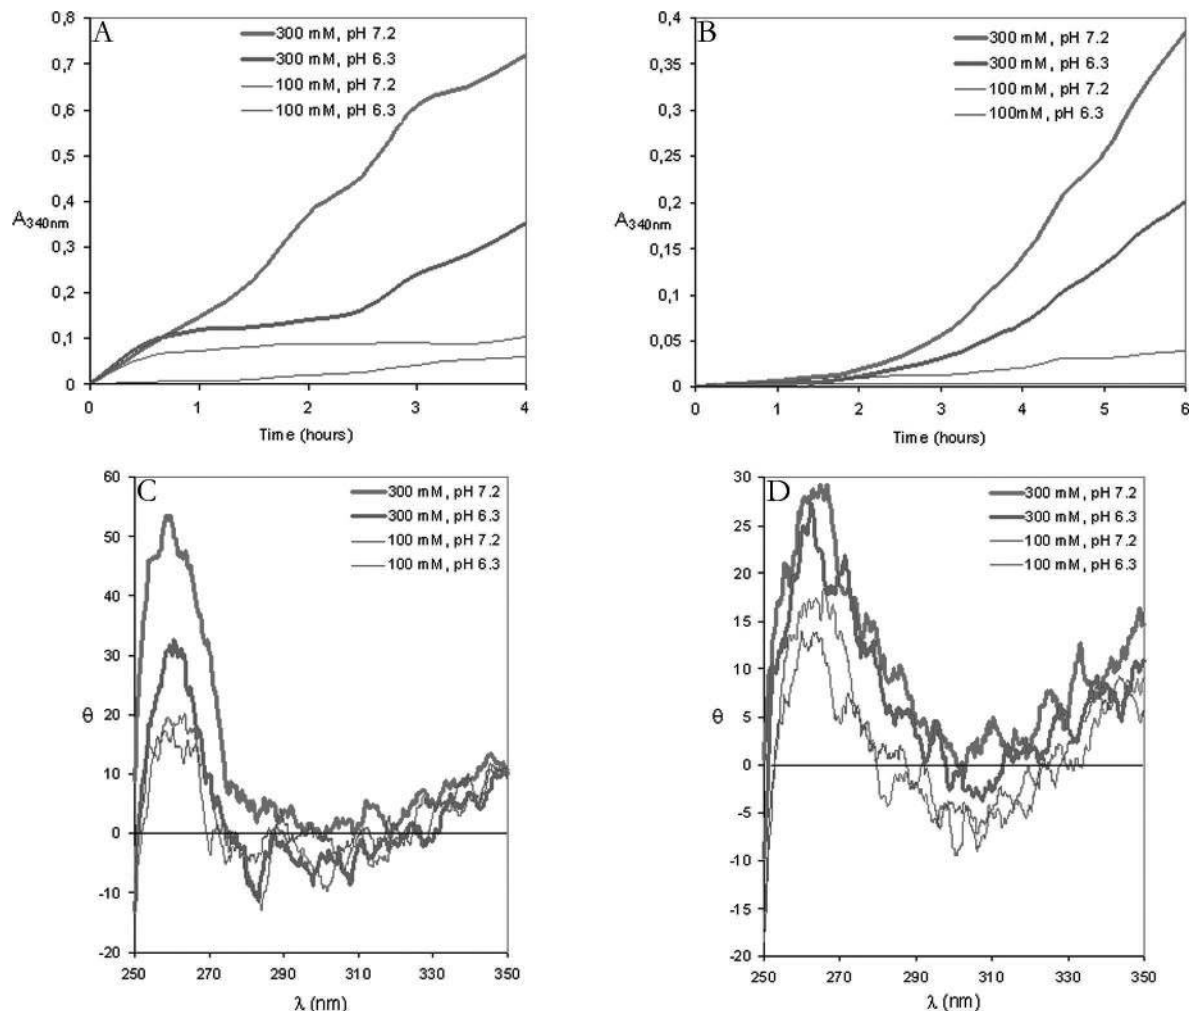 A
300 mM, pH 7.2
300 mM, pH 6.3
100 mM, pH 7.2
100 mM, pH 6.3
0,8
0,7
0,6
0,5
0,4
0,3
0,2
0,1
0
A340nm
0 1 2 3 4
Time (hours)
B
300 mM, pH 7.2
300 mM, pH 6.3
100 mM, pH 7.2
100mM, pH 6.3
0,4
0,35
0,3
0,25
0,2
0,15
0,1
0,05
0
A340nm
0 1 2 3 4 5 6
Time (hours)
C
300 mM, pH 7.2
300 mM, pH 6.3
100 mM, pH 7.2
100 mM, pH 6.3
60
50
40
30
20
10
0
-10
-20
θ
250 270 290 310 330 350
λ (nm)
D
300 mM, pH 7.2
300 mM, pH 6.3
100 mM, pH 7.2
100 mM, pH 6.3
30
25
20
15
10
5
0
-5
-10
-15
-20
θ
250 270 290 310 330 350
λ (nm)